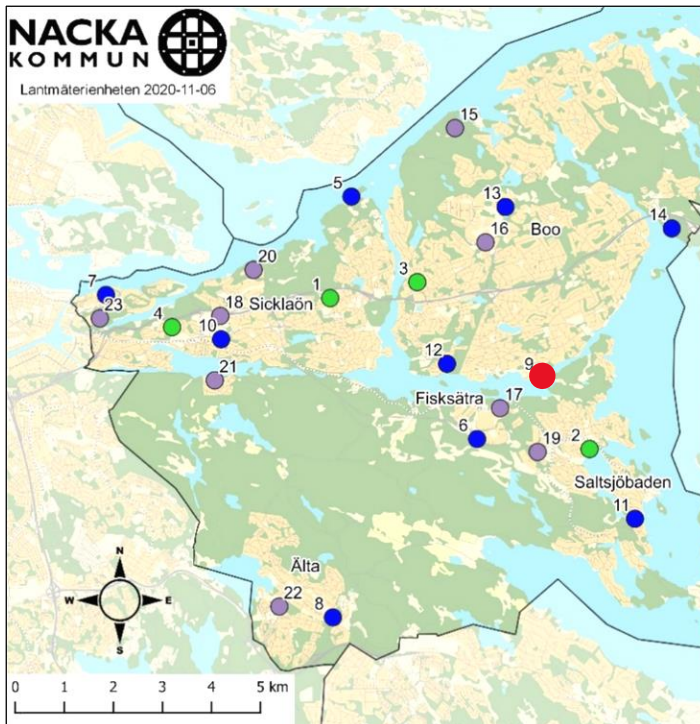 NACKA
KOMMUN
Lantmäterienheten 2020-11-06
15
5
13
14
Boo
16
20
3
1
7
18
Sicklaön
4
23
10
12
9
21
Fisksätra
17
6
19
2
Saltsjöbaden
11
N
Älta
W
E
22
8
S
0 1 2 3 4 5 km